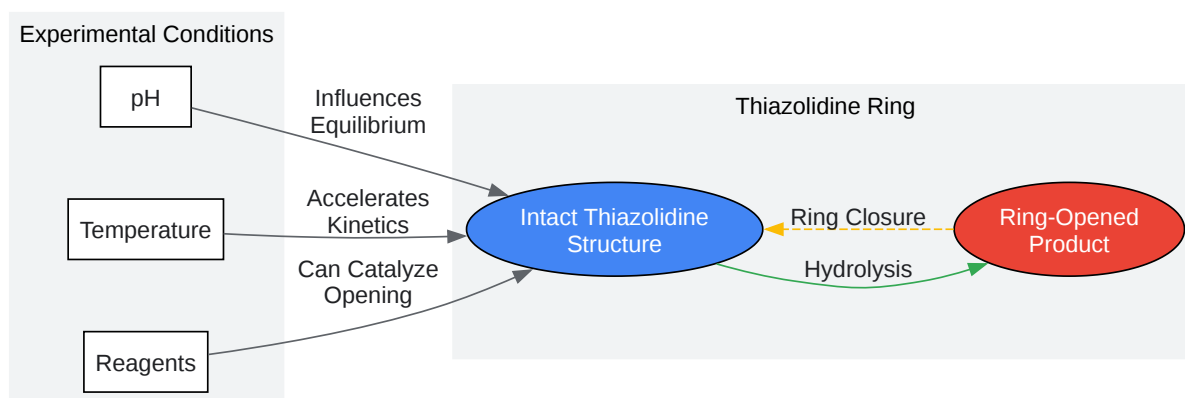 Experimental Conditions
pH
Temperature
Reagents
Influences
Equilibrium
Accelerates
Kinetics
Can Catalyze
Opening
Thiazolidine Ring
Intact Thiazolidine
Structure
Ring Closure
Hydrolysis
Ring-Opened
Product